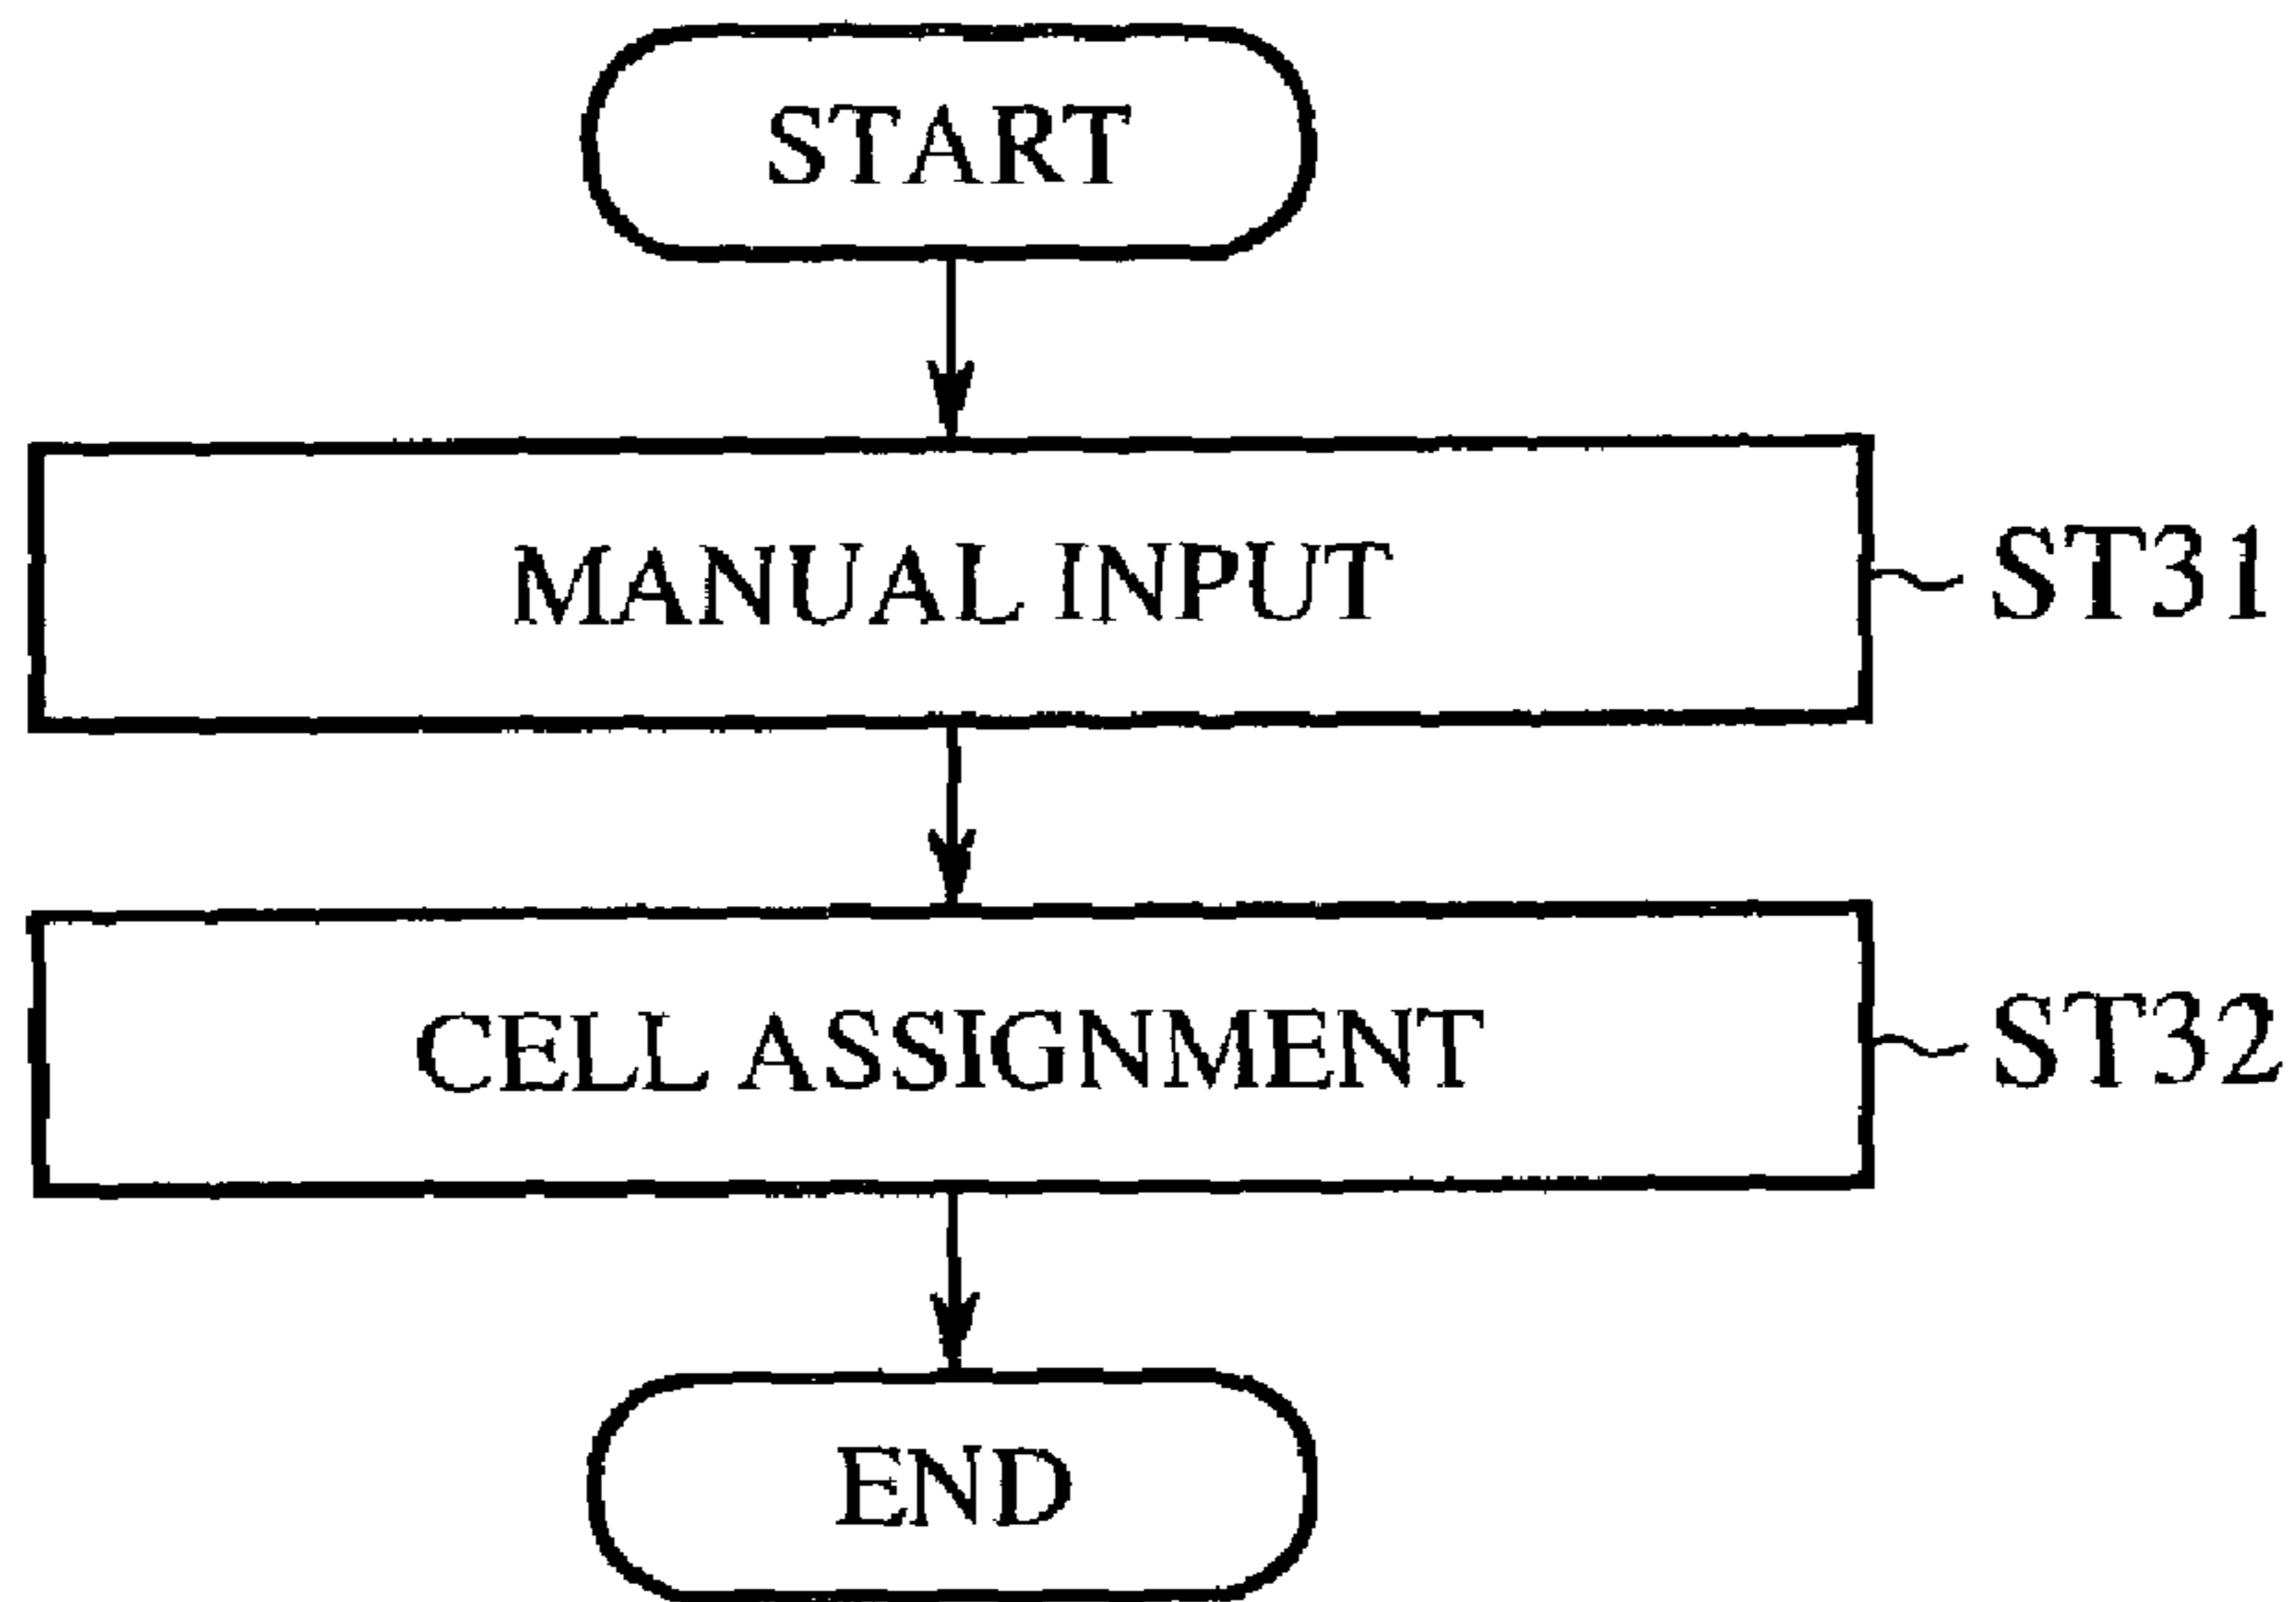 START
MANUAL INPUT
ST31
CELL ASSIGNMENT
ST32
END